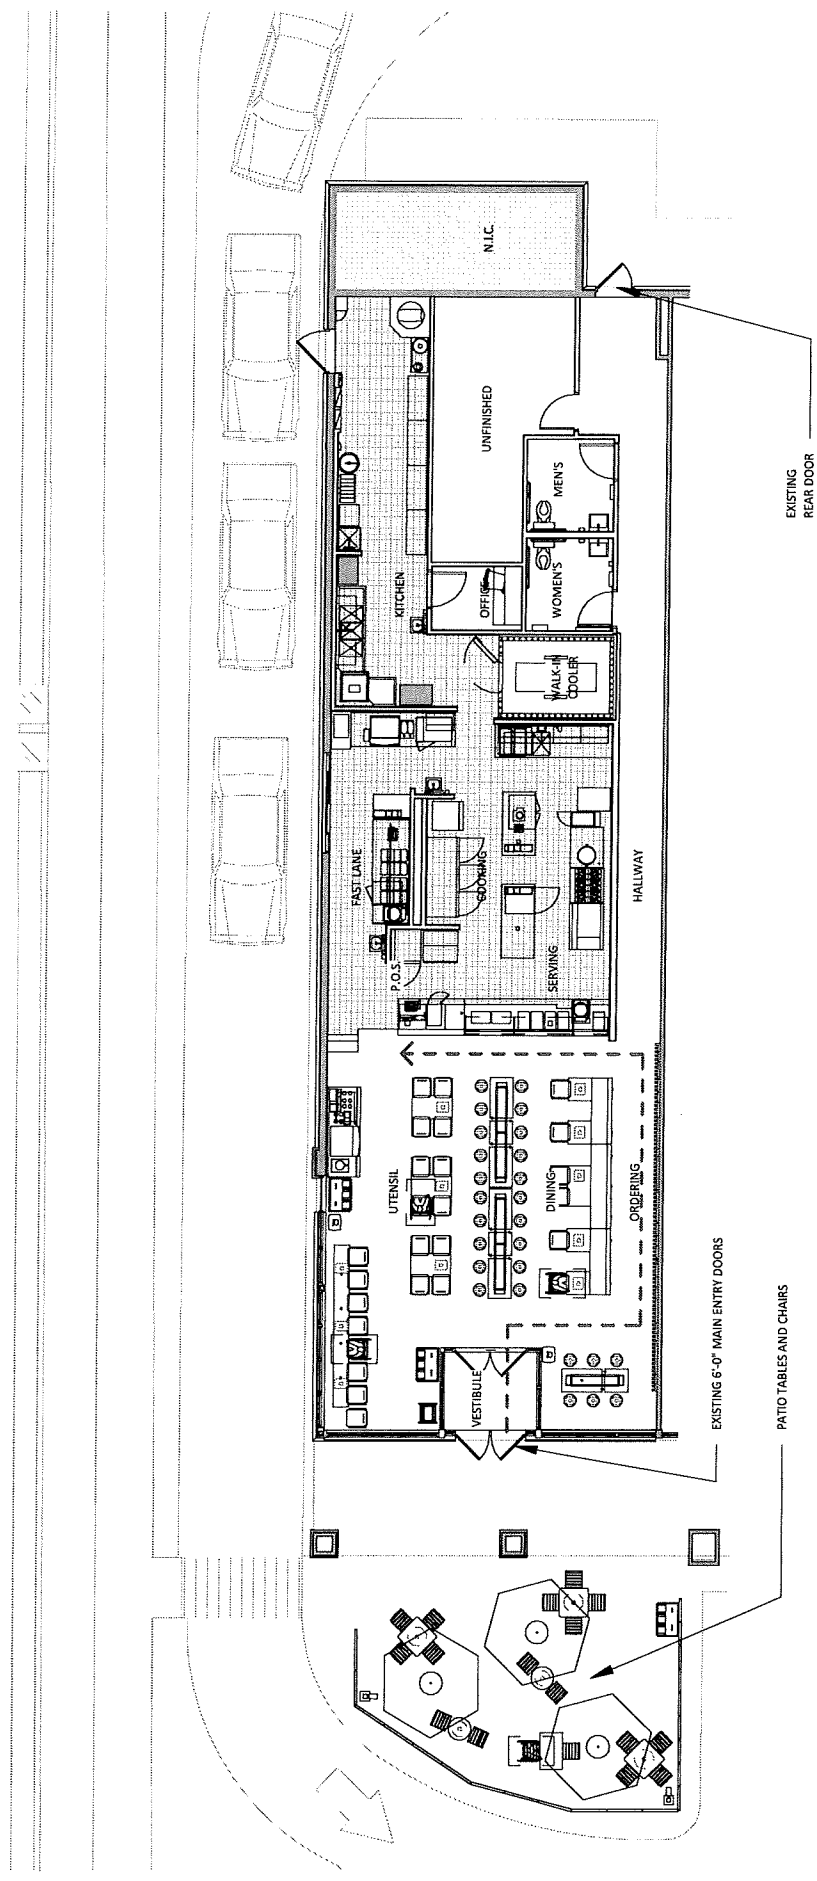 N.I.C.
UNFINISHED
MEN'S
EXISTING
REAR DOOR
KITCHEN
OFFICE
WOMEN'S
WALK-IN
COOLER
FAST LANE
COOKING
HALLWAY
P.O.S.
SERVING
UTENSIL
DINING
ORDERING
VESTIBULE
EXISTING 6'-0" MAIN ENTRY DOORS
PATIO TABLES AND CHAIRS